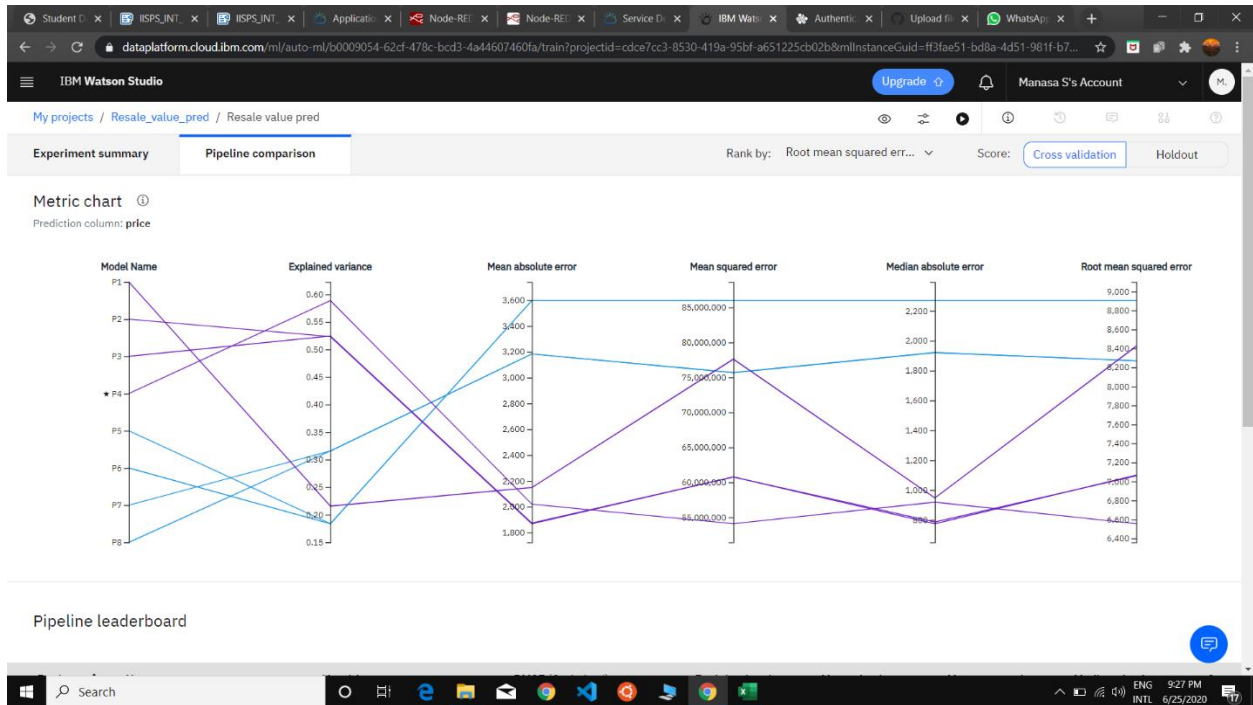 Student D
IISPS_INT_
IISPS_INT_
Applicatio
Node-RED
Node-RED
Service De
IBM Wats
Authentic
Upload fil
WhatsApp
dataplatform.cloud.ibm.com/ml/auto-ml/b0009054-62cf-478c-bcd3-4a44607460fa/train?projectid=cdce7cc3-8530-419a-95bf-a651225cb02b&mlInstanceGuid=ff3fae51-bd8a-4d51-981f-b7...
IBM Watson Studio
Upgrade
Manasa S's Account
M.
My projects / Resale_value_pred / Resale value pred
Experiment summary
Pipeline comparison
Rank by: Root mean squared err...
Score: Cross validation Holdout
Metric chart
Prediction column: price
Model Name
P1
P2
P3
★ P4
P5
P6
P7
P8
Explained variance
0.60
0.55
0.50
0.45
0.40
0.35
0.30
0.25
0.20
0.15
Mean absolute error
3,600
3,400
3,200
3,000
2,800
2,600
2,400
2,200
2,000
1,800
Mean squared error
85,000,000
80,000,000
75,000,000
70,000,000
65,000,000
60,000,000
55,000,000
Median absolute error
2,200
2,000
1,800
1,600
1,400
1,200
1,000
800
Root mean squared error
9,000
8,800
8,600
8,400
8,200
8,000
7,800
7,600
7,400
7,200
7,000
6,800
6,600
6,400
Pipeline leaderboard
Search
ENG
INTL
9:27 PM
6/25/2020
17